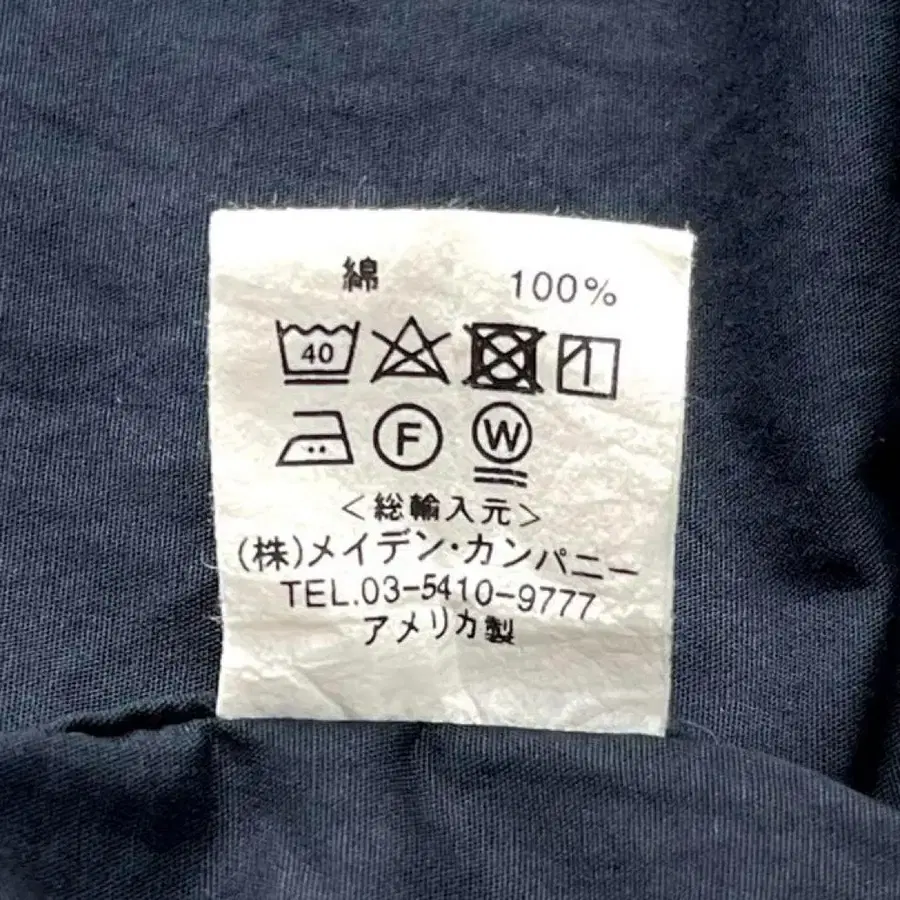 綿 100%
40
F W
<総輸入元>
(株)メイデン・カンパニー
TEL.03-5410-9777
アメリカ製